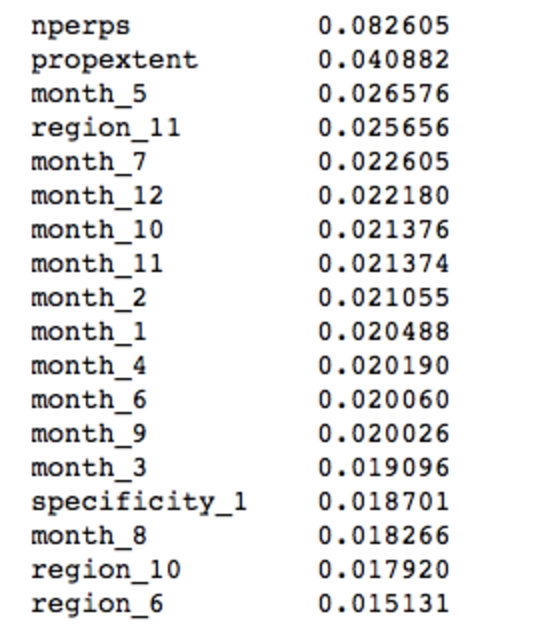 nperps 0.082605
propextent 0.040882
month_5 0.026576
region_11 0.025656
month_7 0.022605
month_12 0.022180
month_10 0.021376
month_11 0.021374
month_2 0.021055
month_1 0.020488
month_4 0.020190
month_6 0.020060
month_9 0.020026
month_3 0.019096
specificity_1 0.018701
month_8 0.018266
region_10 0.017920
region_6 0.015131